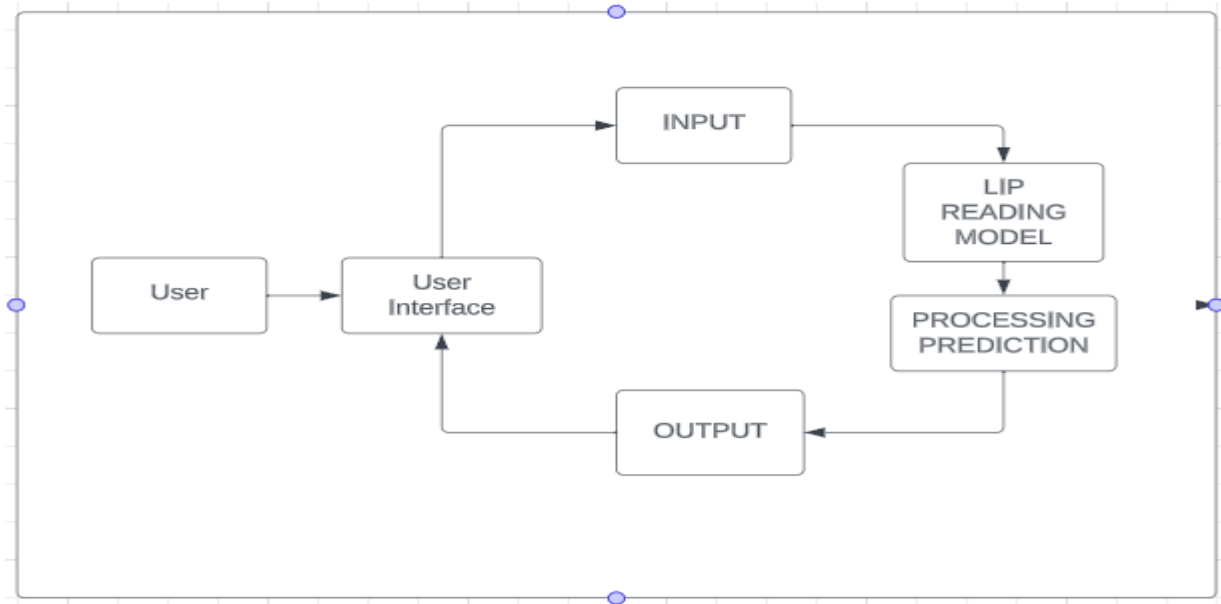 INPUT
LIP
READING
MODEL
User
User
Interface
PROCESSING
PREDICTION
OUTPUT